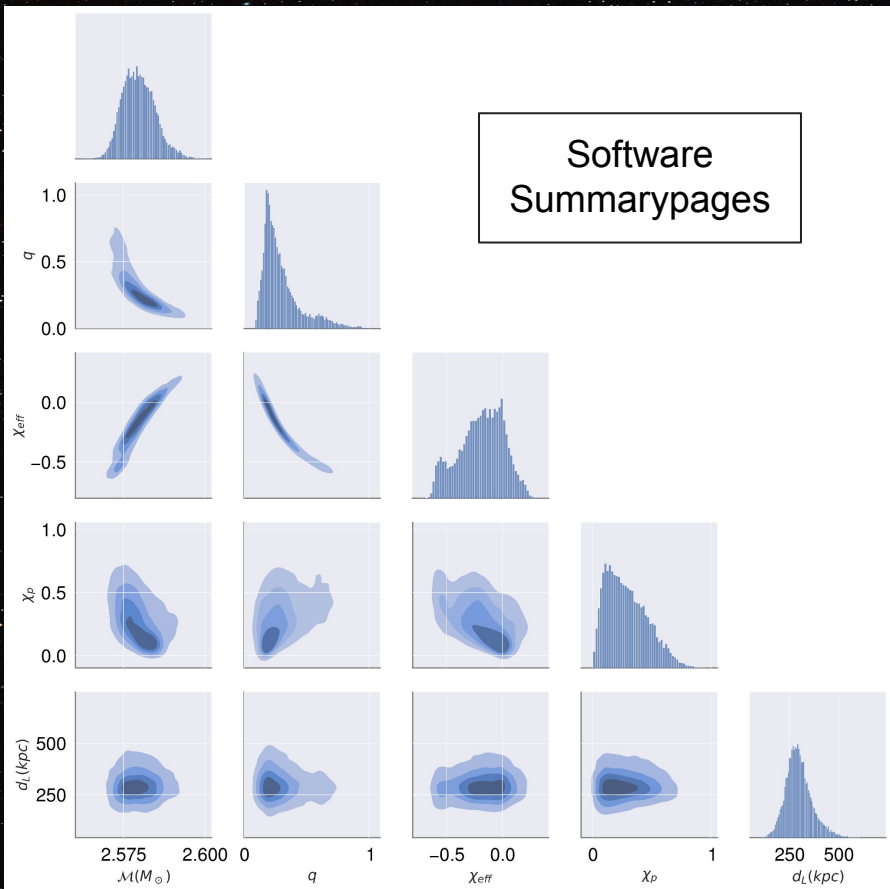 Software
Summarypages
1.0
0.5
0.0
q
0.0
−0.5
χeff
1.0
0.5
0.0
χp
500
250
dL(kpc)
2.575 2.600
ℳ(M⊙)
0 1
q
−0.5 0.0
χeff
0 1
χp
250 500
dL(kpc)